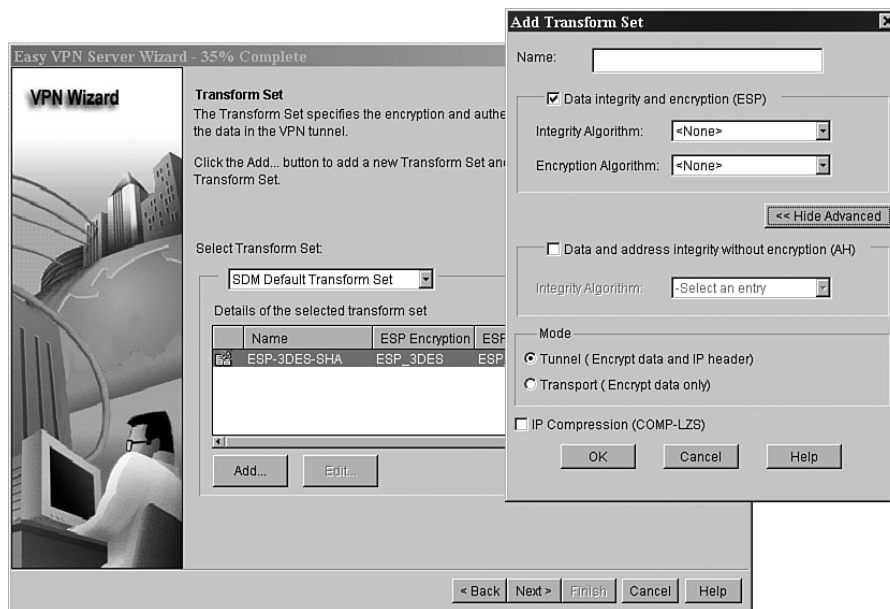 Easy VPN Server Wizard - 35% Complete
VPN Wizard
Transform Set
The Transform Set specifies the encryption and authe
the data in the VPN tunnel.
Click the Add... button to add a new Transform Set and
Transform Set.
Select Transform Set:
SDM Default Transform Set
Details of the selected transform set
Name ESP Encryption ESP
ESP-3DES-SHA ESP_3DES ESP_
Add... Edit...
< Back Next > Finish Cancel Help
Add Transform Set
Name:
Data integrity and encryption (ESP)
Integrity Algorithm: <None>
Encryption Algorithm: <None>
<< Hide Advanced
Data and address integrity without encryption (AH)
Integrity Algorithm: -Select an entry
Mode
Tunnel ( Encrypt data and IP header)
Transport ( Encrypt data only)
IP Compression (COMP-LZS)
OK Cancel Help